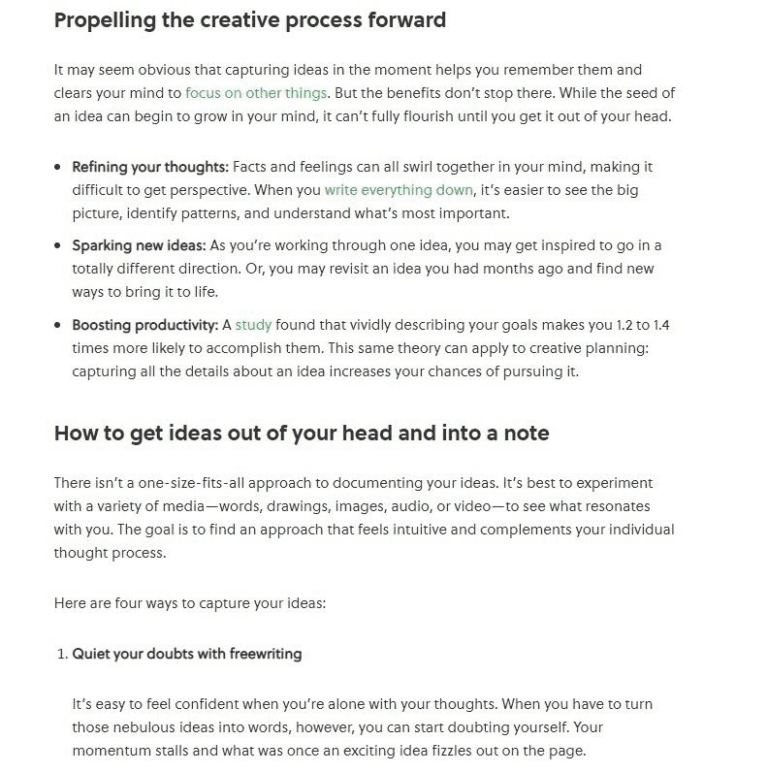 Propelling the creative process forward
It may seem obvious that capturing ideas in the moment helps you remember them and
clears your mind to focus on other things. But the benefits don't stop there. While the seed of
an idea can begin to grow in your mind, it can't fully flourish until you get it out of your head.
• Refining your thoughts: Facts and feelings can all swirl together in your mind, making it
difficult to get perspective. When you write everything down, it's easier to see the big
picture, identify patterns, and understand what's most important.
• Sparking new ideas: As you're working through one idea, you may get inspired to go in a
totally different direction. Or, you may revisit an idea you had months ago and find new
ways to bring it to life.
• Boosting productivity: A study found that vividly describing your goals makes you 1.2 to 1.4
times more likely to accomplish them. This same theory can apply to creative planning:
capturing all the details about an idea increases your chances of pursuing it.
How to get ideas out of your head and into a note
There isn't a one-size-fits-all approach to documenting your ideas. It's best to experiment
with a variety of media—words, drawings, images, audio, or video—to see what resonates
with you. The goal is to find an approach that feels intuitive and complements your individual
thought process.
Here are four ways to capture your ideas:
1. Quiet your doubts with freewriting
It's easy to feel confident when you're alone with your thoughts. When you have to turn
those nebulous ideas into words, however, you can start doubting yourself. Your
momentum stalls and what was once an exciting idea fizzles out on the page.